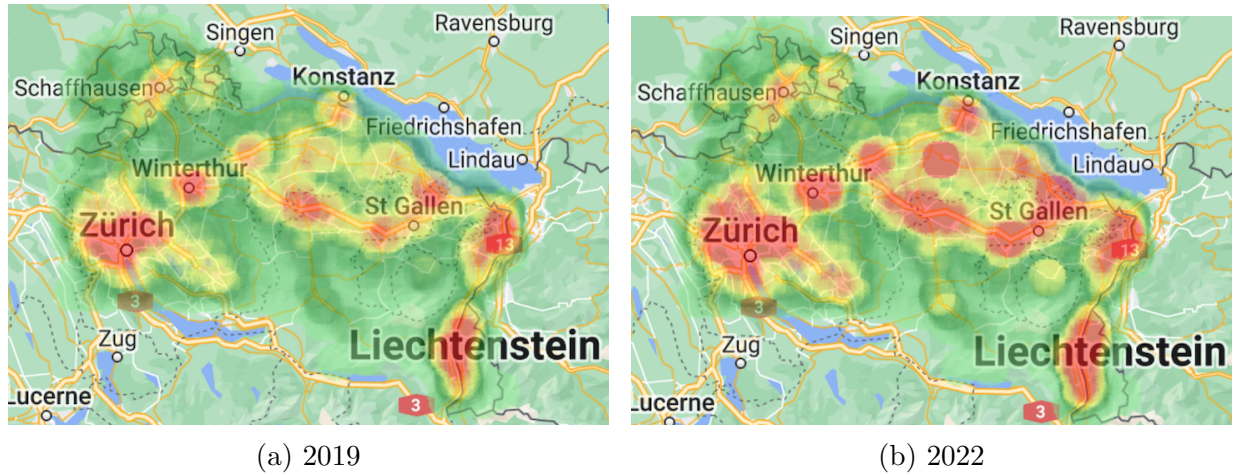 Singen
Ravensburg
Schaffhausen
Konstanz
Friedrichshafen
Lindau
Winterthur
St Gallen
Zürich
13
3
Liechtenstein
Zug
Lucerne
3
(a) 2019
Singen
Ravensburg
Schaffhausen
Konstanz
Friedrichshafen
Lindau
Winterthur
St Gallen
Zürich
13
3
Liechtenstein
Zug
Lucerne
3
(b) 2022